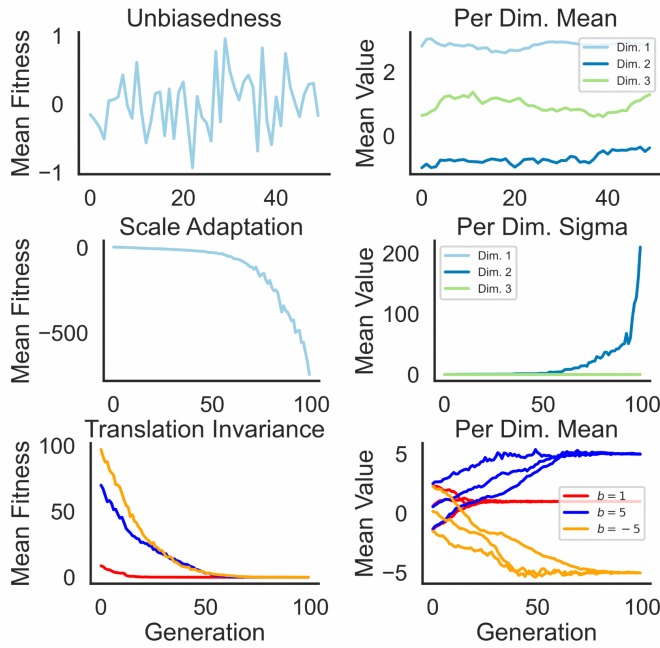 Unbiasedness
Mean Fitness
1
0
−1
0
20
40
Per Dim. Mean
Mean Value
2
0
0
20
40
Dim. 1
Dim. 2
Dim. 3
Scale Adaptation
Mean Fitness
0
−500
0
50
100
Per Dim. Sigma
Mean Value
200
100
0
0
50
100
Dim. 1
Dim. 2
Dim. 3
Translation Invariance
Mean Fitness
100
50
0
0
50
100
Generation
Per Dim. Mean
Mean Value
5
0
−5
0
50
100
b = 1
b = 5
b = −5
Generation